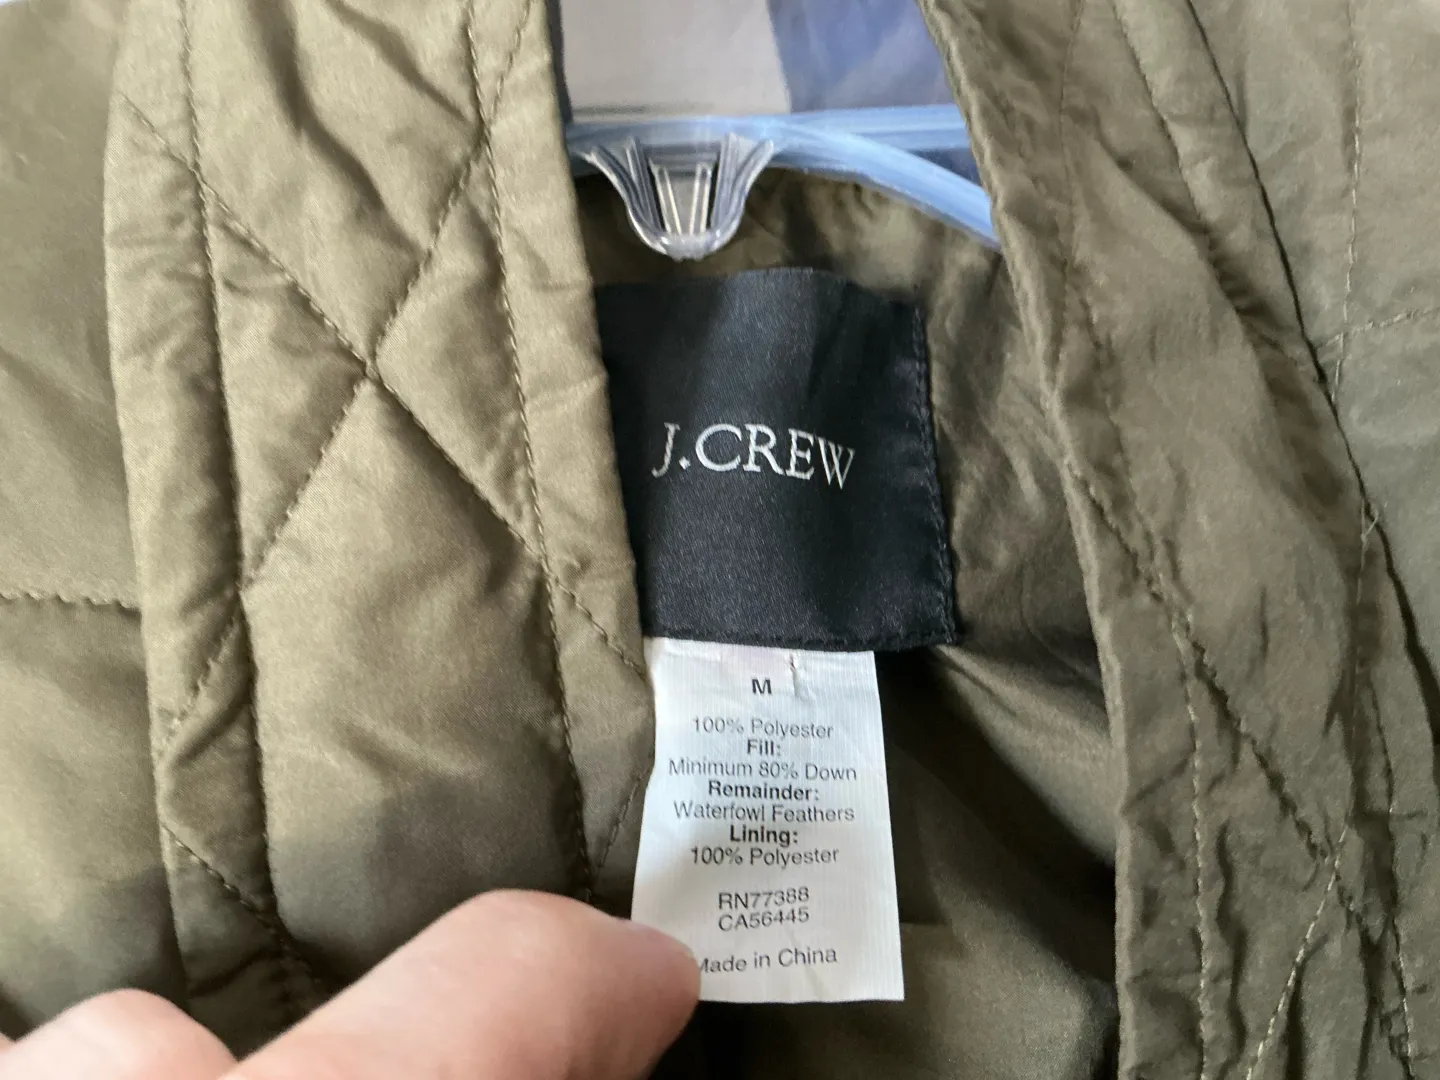 J.CREW
M
100% Polyester
Fill:
Minimum 80% Down
Remainder:
Waterfowl Feathers
Lining:
100% Polyester
RN77388
CA56445
Made in China